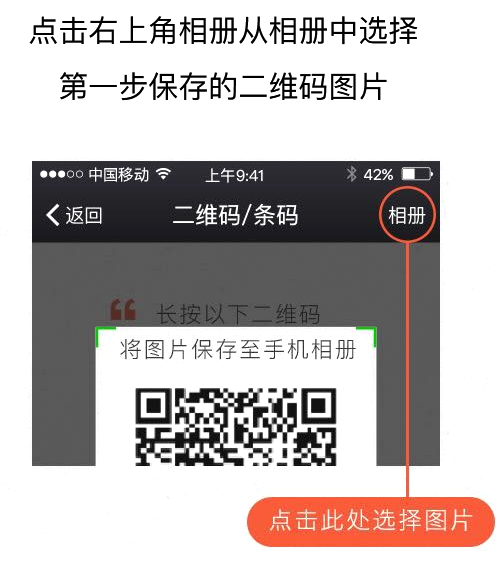 点击右上角相册从相册中选择
第一步保存的二维码图片
中国移动 上午9:41 42%
返回 二维码/条码 相册
长按以下二维码
将图片保存至手机相册
点击此处选择图片